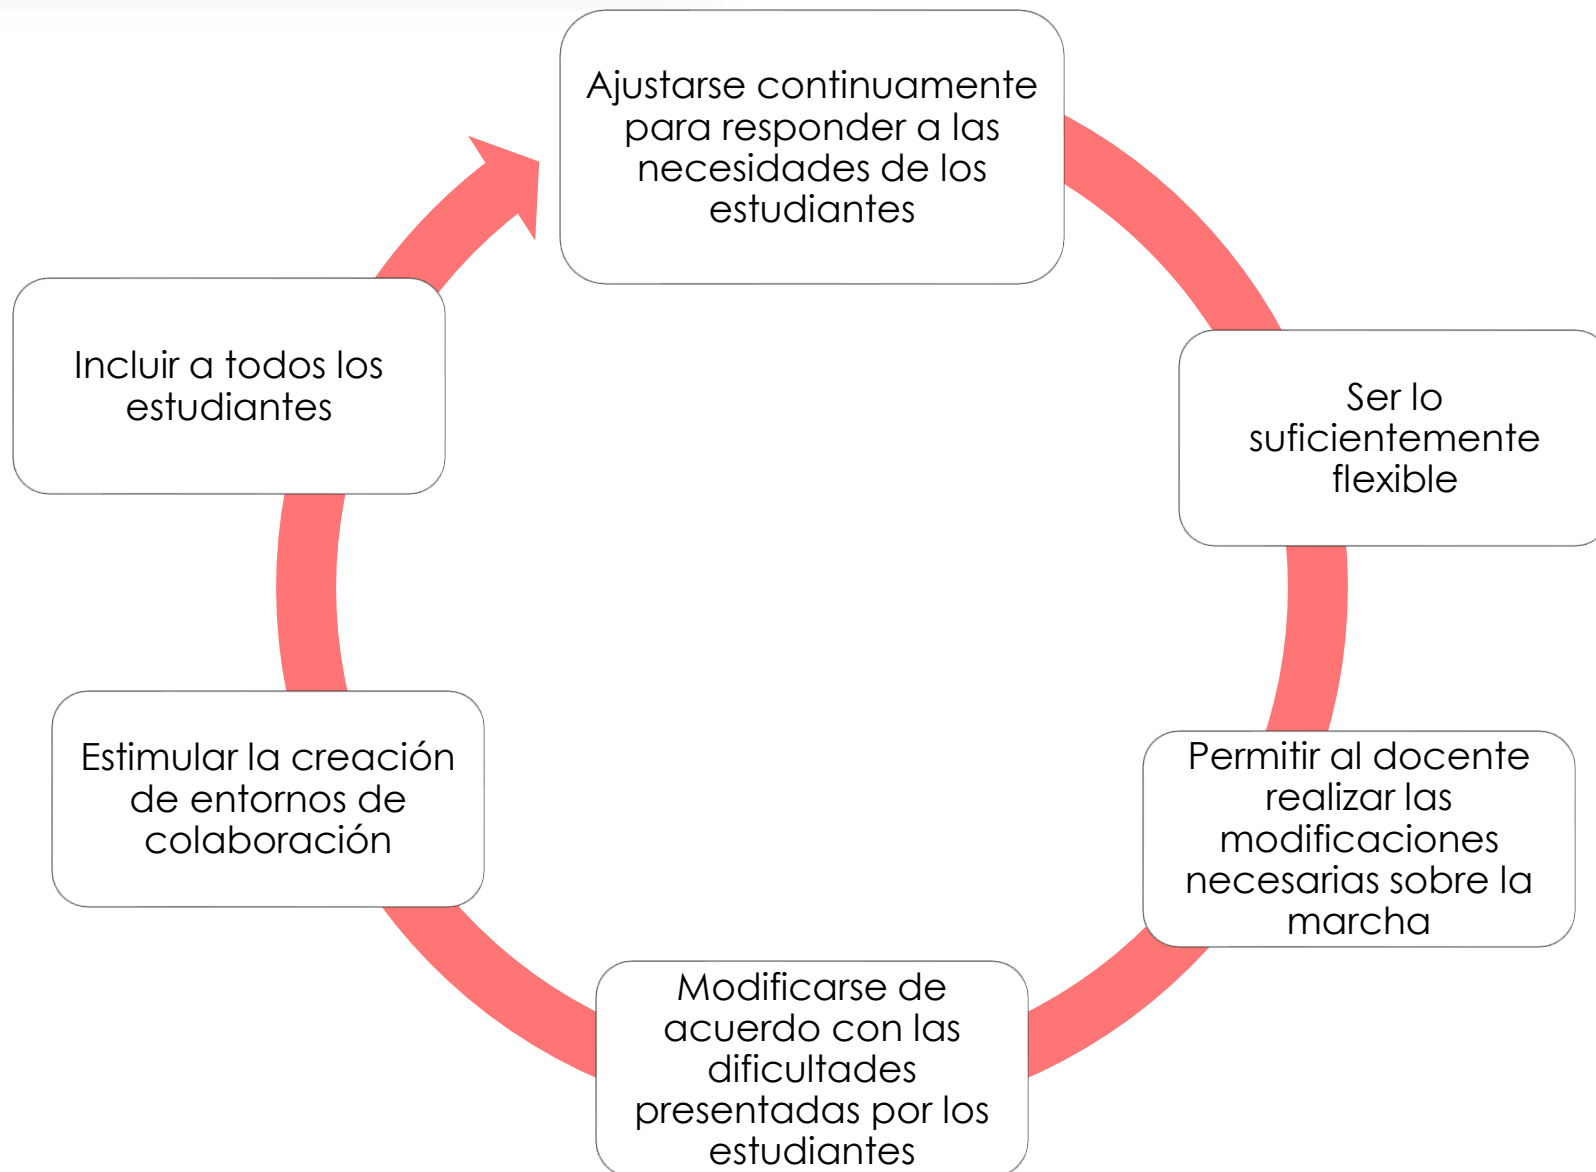 Ajustarse continuamente
para responder a las
necesidades de los
estudiantes
Ser lo
suficientemente
flexible
Permitir al docente
realizar las
modificaciones
necesarias sobre la
marcha
Modificarse de
acuerdo con las
dificultades
presentadas por los
estudiantes
Estimular la creación
de entornos de
colaboración
Incluir a todos los
estudiantes